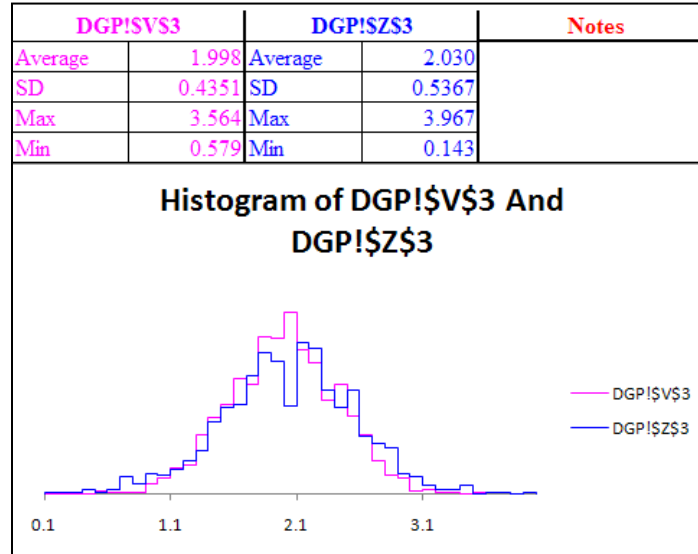 DGP!$V$3 DGP!$Z$3 Notes
Average 1.998 Average 2.030
SD 0.4351 SD 0.5367
Max 3.564 Max 3.967
Min 0.579 Min 0.143
Histogram of DGP!$V$3 And
DGP!$Z$3
DGP!$V$3
DGP!$Z$3
0.1 1.1 2.1 3.1